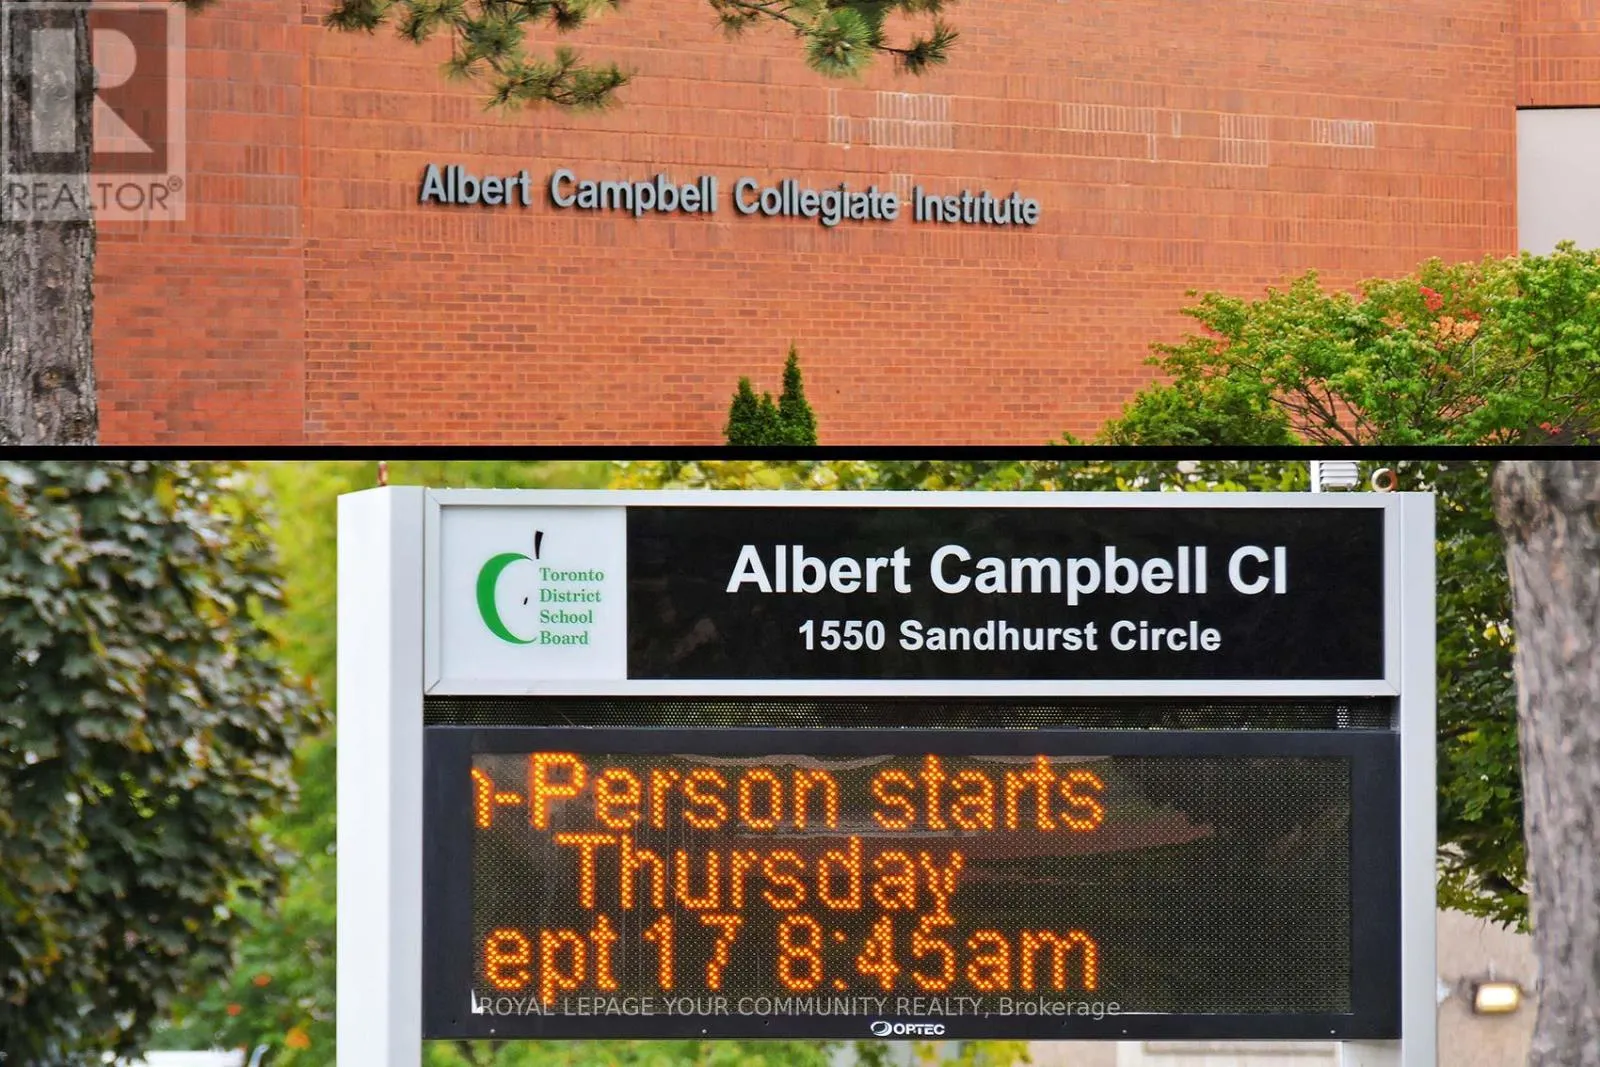 REALTOR®
Albert Campbell Collegiate Institute
Toronto
District
School
Board
Albert Campbell CI
1550 Sandhurst Circle
-Person starts
Thursday
ept 17 8:45am
ROYAL LEPAGE YOUR COMMUNITY REALTY, Brokerage
OPTEC